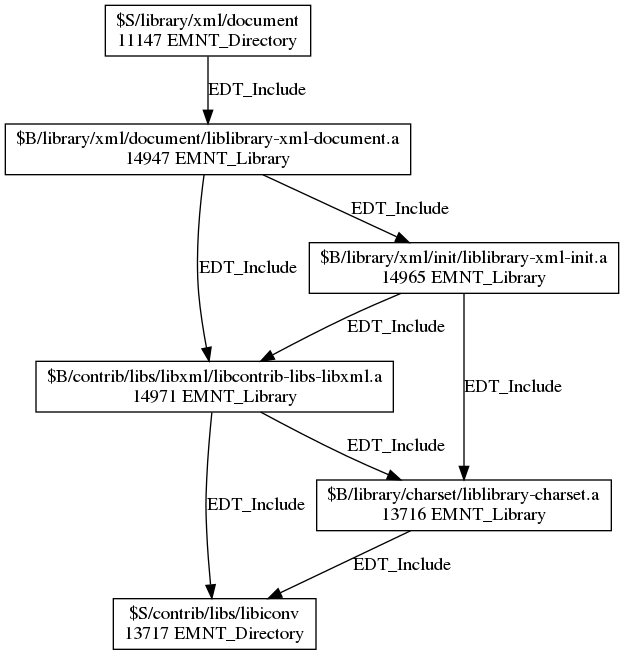 $S/library/xml/document
11147 EMNT_Directory
EDT_Include
$B/library/xml/document/liblibrary-xml-document.a
14947 EMNT_Library
EDT_Include
$B/library/xml/init/liblibrary-xml-init.a
14965 EMNT_Library
EDT_Include
EDT_Include
$B/contrib/libs/libxml/libcontrib-libs-libxml.a
14971 EMNT_Library
EDT_Include
EDT_Include
$B/library/charset/liblibrary-charset.a
13716 EMNT_Library
EDT_Include
EDT_Include
$S/contrib/libs/libiconv
13717 EMNT_Directory